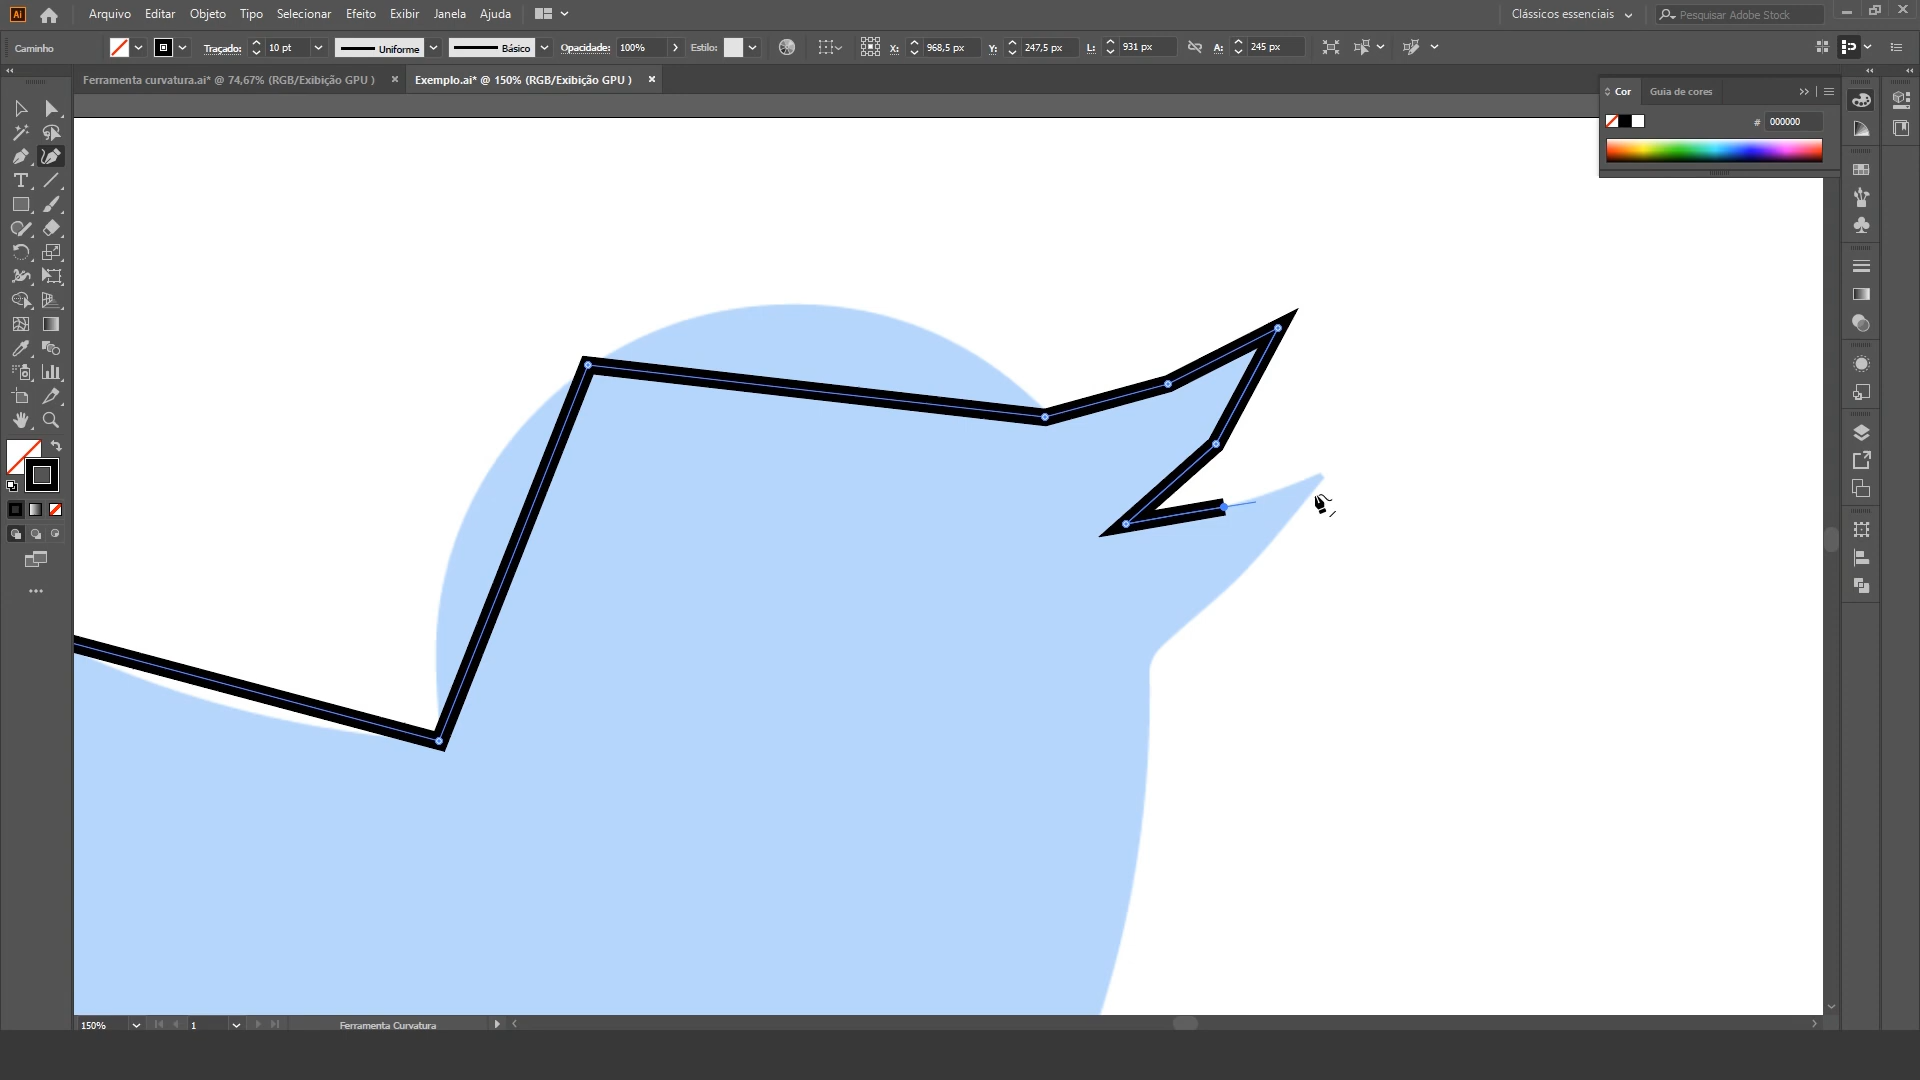 Ai Arquivo Editar Objeto Tipo Selecionar Efeito Exibir Janela Ajuda Clássicos essenciais Pesquisar Adobe Stock
Caminho Traçado: 10 pt Uniforme Básico Opacidade: 100% Estilo: X: 968,5 px Y: 247,5 px L: 931 px A: 245 px
Ferramenta curvatura.ai* @ 74,67% (RGB/Exibição GPU ) × Exemplo.ai* @ 150% (RGB/Exibição GPU ) ×
Cor Guia de cores
# 000000
150% 1 Ferramenta Curvatura